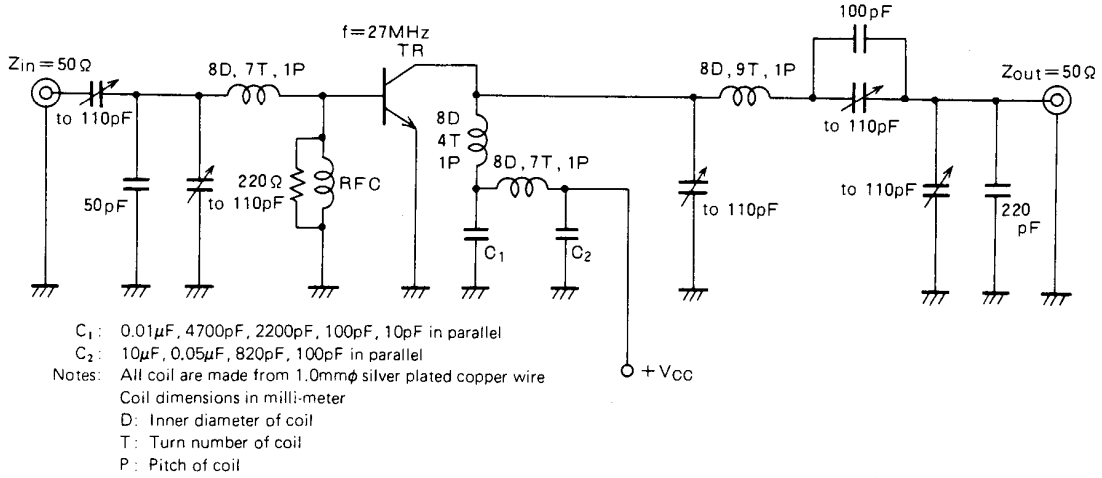 f=27MHz
TR
100pF
Zin=50Ω
8D, 7T, 1P
8D, 9T, 1P
Zout=50Ω
to 110pF
to 110pF
8D
4T
1P
8D, 7T, 1P
220Ω
RFC
50pF
to 110pF
to 110pF
to 110pF
220
pF
C1
C2
C1: 0.01μF, 4700pF, 2200pF, 100pF, 10pF in parallel
C2: 10μF, 0.05μF, 820pF, 100pF in parallel
Notes: All coil are made from 1.0mmϕ silver plated copper wire
Coil dimensions in milli-meter
D: Inner diameter of coil
T: Turn number of coil
P: Pitch of coil
+VCC